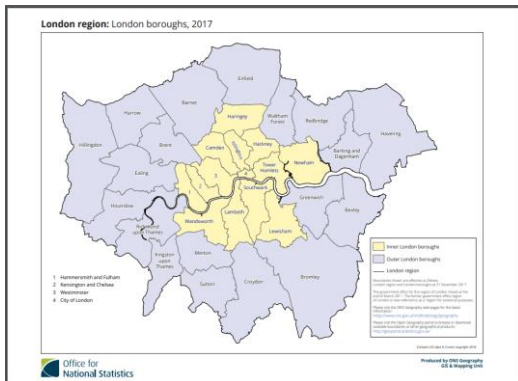 London region: London boroughs, 2017
Enfield
Barnet
Harrow
Haringey
Waltham
Forest
Redbridge
Havering
Hillingdon
Brent
Camden
Islington
Hackney
Barking and
Dagenham
Ealing
Tower
Hamlets
Newham
1
2
3
4
Southwark
Hounslow
Greenwich
Bexley
Richmond
upon Thames
Wandsworth
Lambeth
Lewisham
Kingston
upon
Thames
Merton
Sutton
Croydon
Bromley
1 Hammersmith and Fulham
2 Kensington and Chelsea
3 Westminster
4 City of London
Inner London boroughs
Outer London boroughs
London region
Office for
National Statistics
Produced by ONS Geography
GIS & Mapping Unit